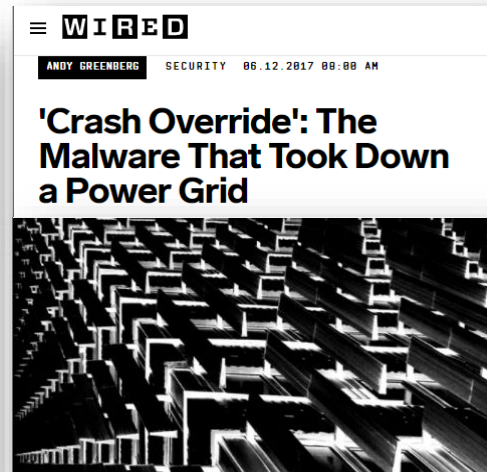 WIRED
ANDY GREENBERG SECURITY 06.12.2017 08:00 AM
'Crash Override': The
Malware That Took Down
a Power Grid